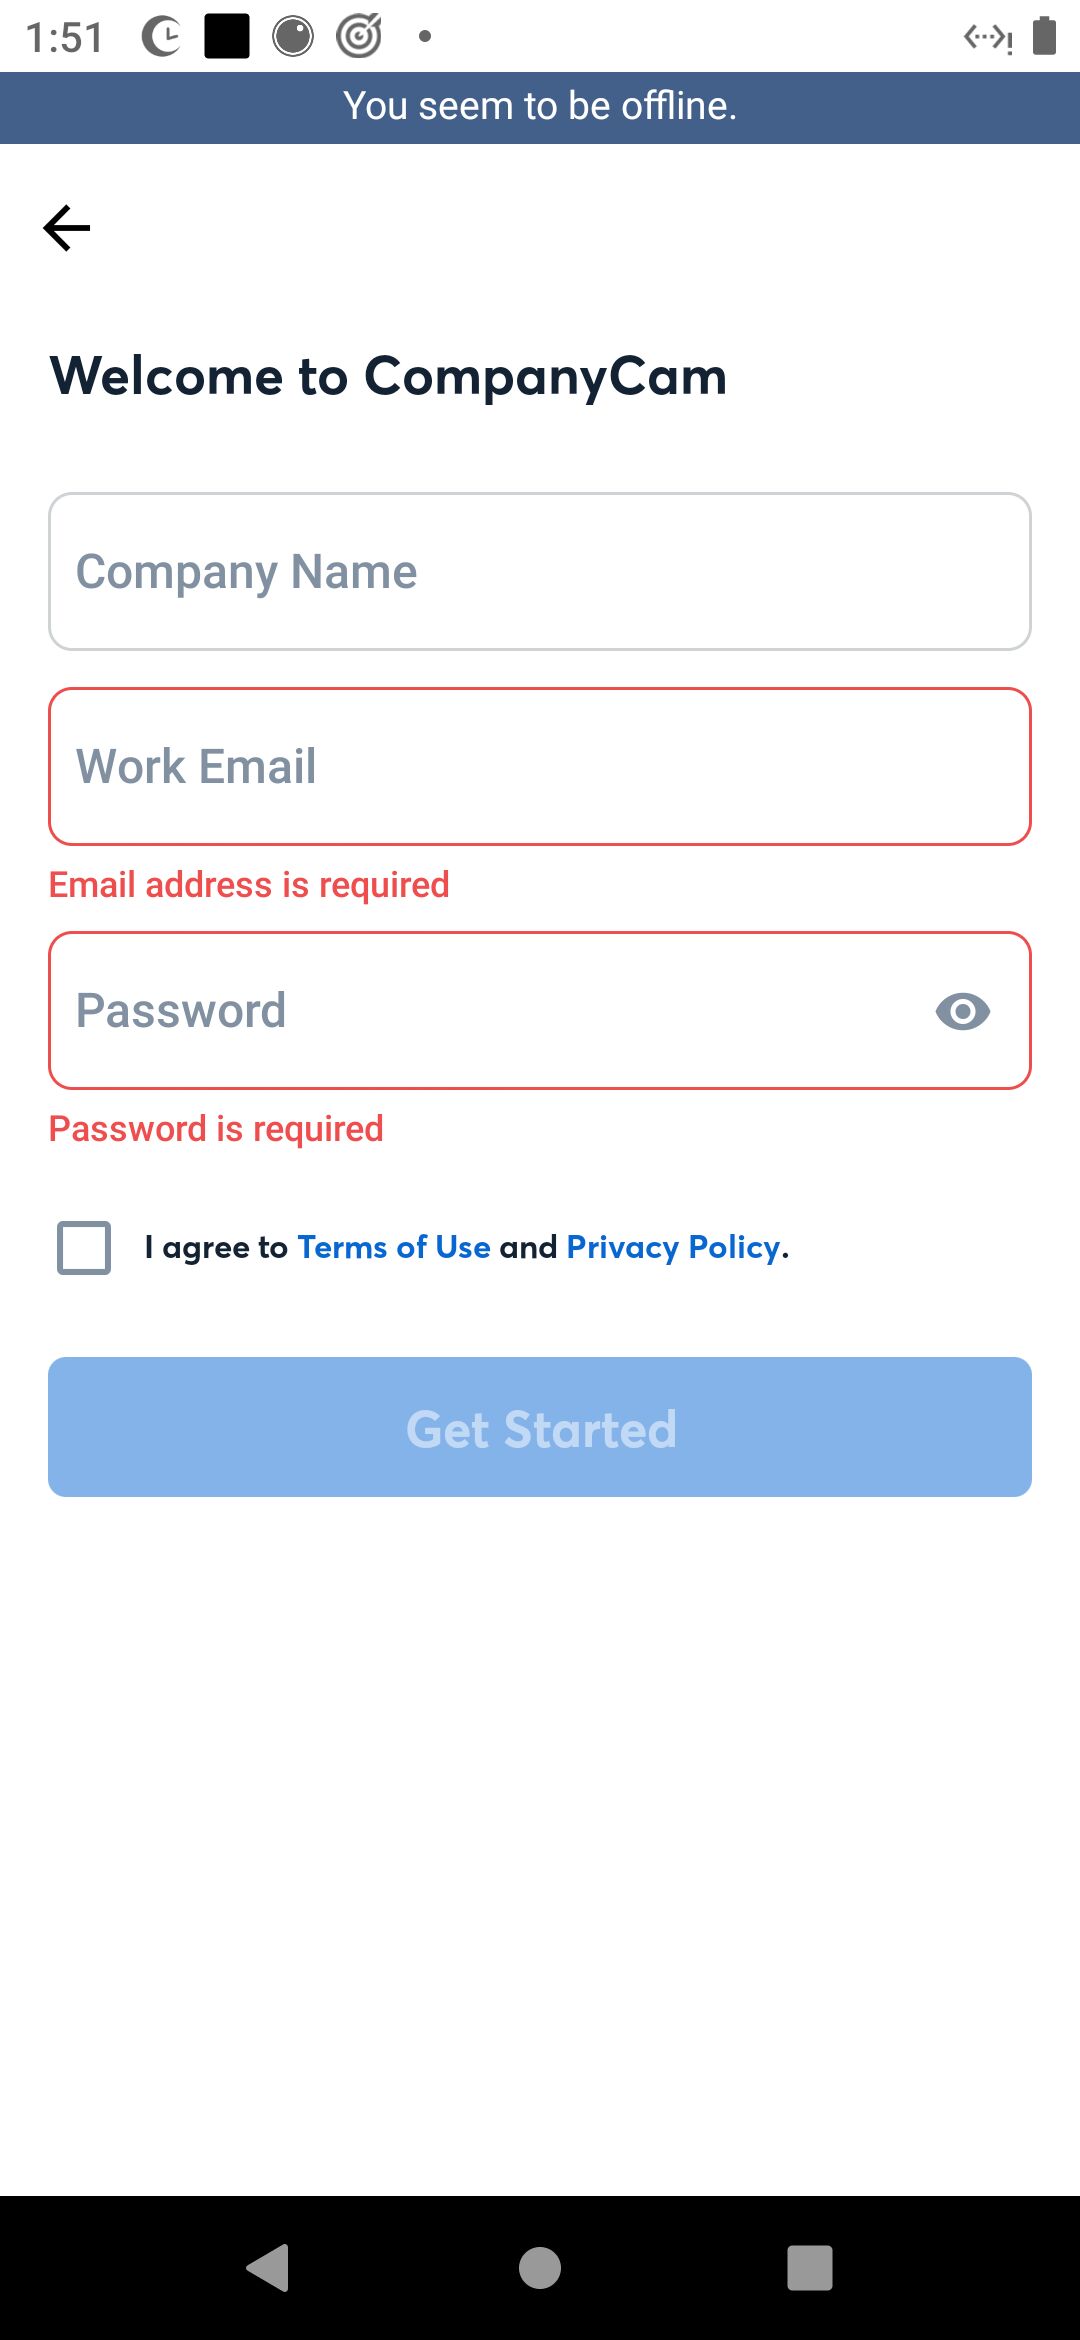 1:51
You seem to be offline.
Welcome to CompanyCam
Company Name
Work Email
Email address is required
Password
Password is required
I agree to Terms of Use and Privacy Policy.
Get Started